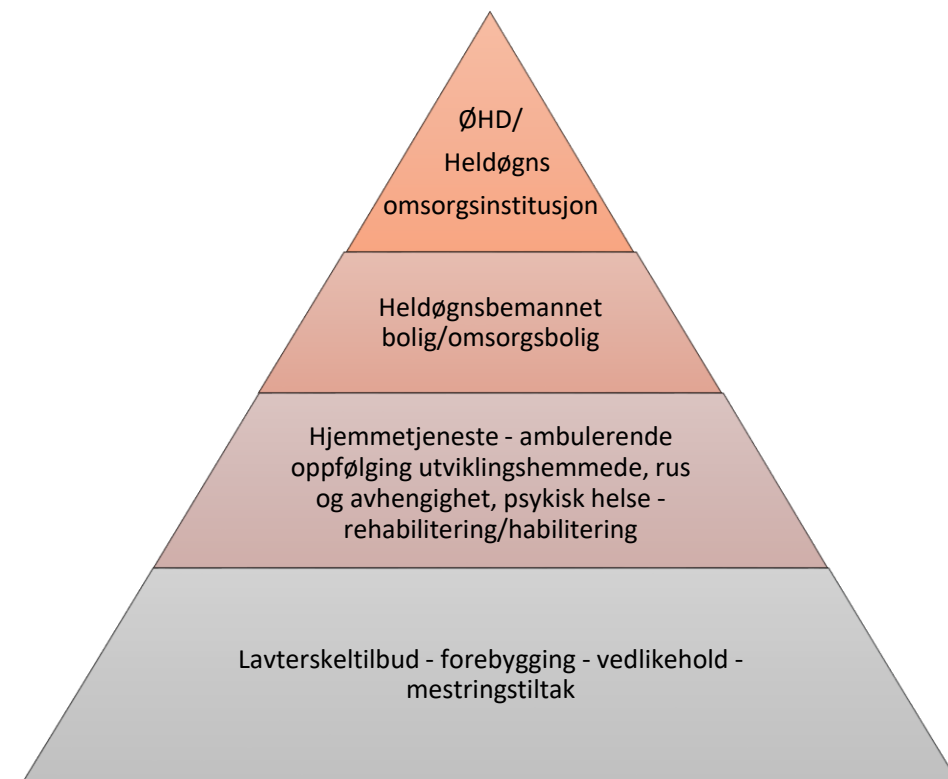 ØHD/
Heldøgns
omsorgsinstitusjon
Heldøgnsbemannet
bolig/omsorgsbolig
Hjemmetjeneste - ambulerende
oppfølging utviklingshemmede, rus
og avhengighet, psykisk helse -
rehabilitering/habilitering
Lavterskeltilbud - forebygging - vedlikehold -
mestringstiltak